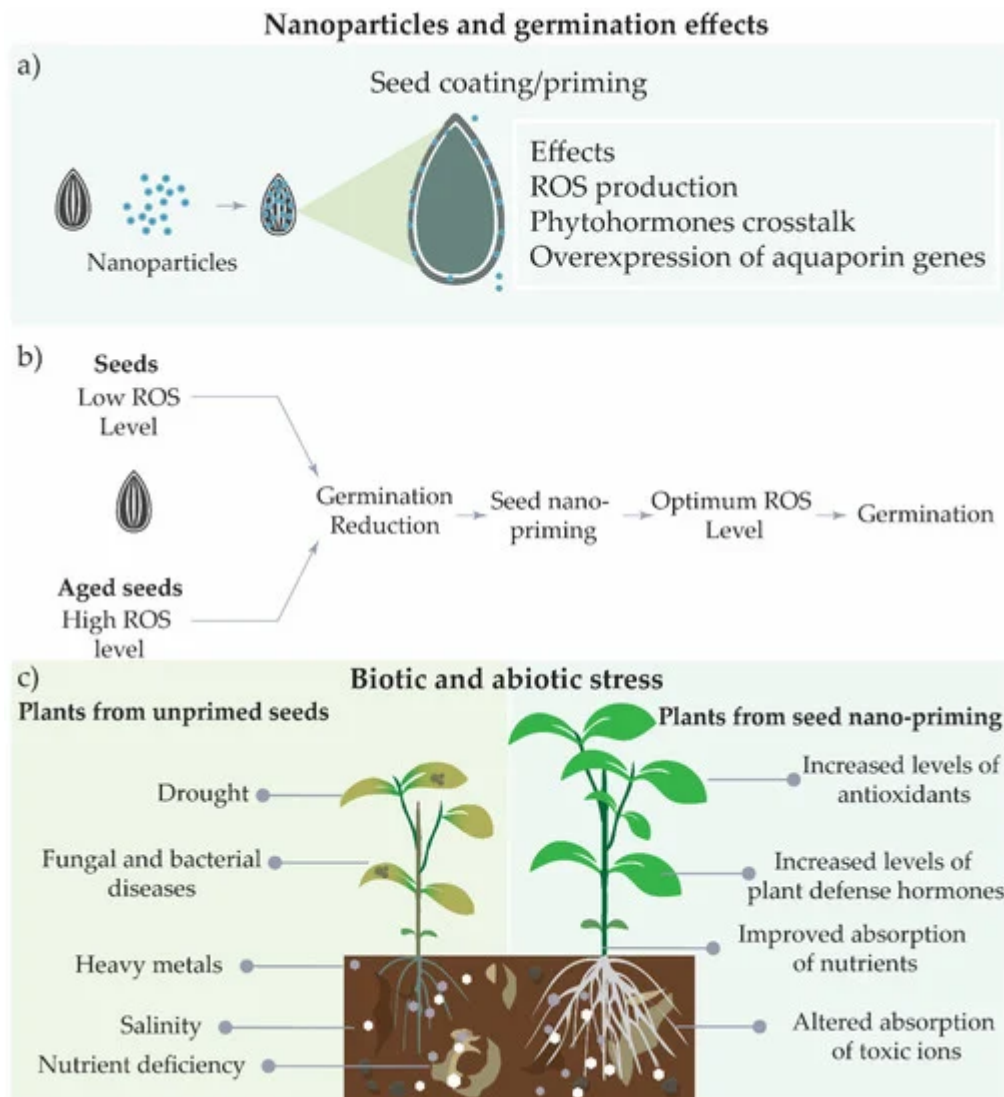 Nanoparticles and germination effects
a)
Seed coating/priming
Nanoparticles
Effects
ROS production
Phytohormones crosstalk
Overexpression of aquaporin genes
b)
Seeds
Low ROS
Level
Aged seeds
High ROS
level
Germination
Reduction
Seed nano-
priming
Optimum ROS
Level
Germination
c)
Biotic and abiotic stress
Plants from unprimed seeds
Drought
Fungal and bacterial
diseases
Heavy metals
Salinity
Nutrient deficiency
Plants from seed nano-priming
Increased levels of
antioxidants
Increased levels of
plant defense hormones
Improved absorption
of nutrients
Altered absorption
of toxic ions